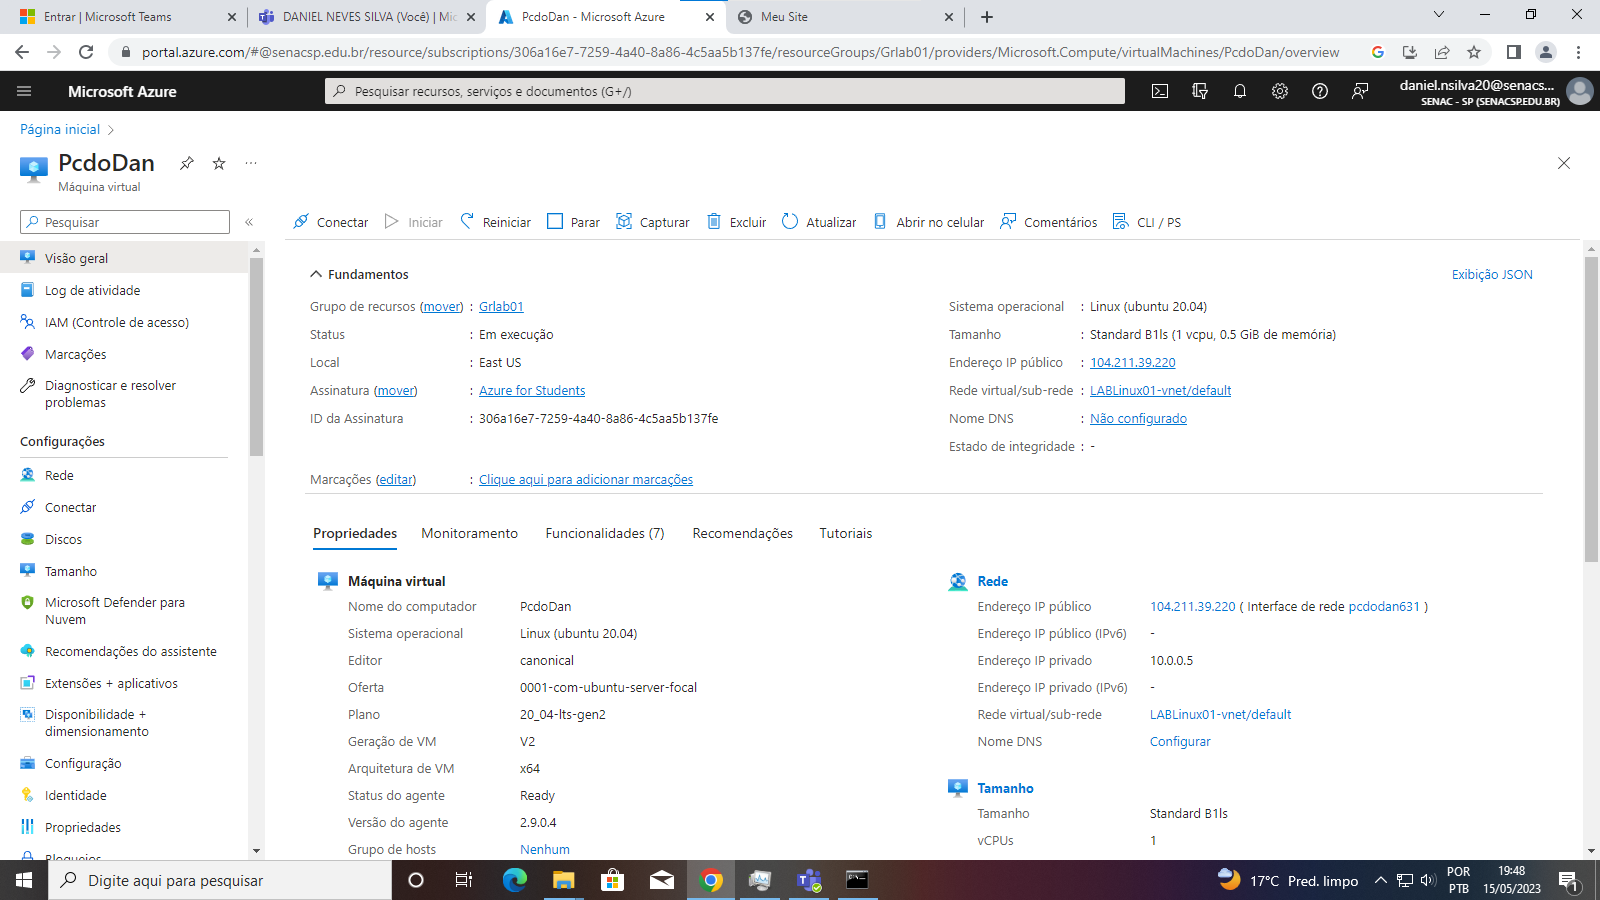 Entrar | Microsoft Teams
DANIEL NEVES SILVA (Você) | Mic
PcdoDan - Microsoft Azure
Meu Site
portal.azure.com/#@senacsp.edu.br/resource/subscriptions/306a16e7-7259-4a40-8a86-4c5aa5b137fe/resourceGroups/Grlab01/providers/Microsoft.Compute/virtualMachines/PcdoDan/overview
Microsoft Azure
Pesquisar recursos, serviços e documentos (G+/)
daniel.nsilva20@senacs...
SENAC - SP (SENACSP.EDU.BR)
Página inicial
PcdoDan
Máquina virtual
Pesquisar
Conectar
Iniciar
Reiniciar
Parar
Capturar
Excluir
Atualizar
Abrir no celular
Comentários
CLI / PS
Visão geral
Log de atividade
IAM (Controle de acesso)
Marcações
Diagnosticar e resolver
problemas
Configurações
Rede
Conectar
Discos
Tamanho
Microsoft Defender para
Nuvem
Recomendações do assistente
Extensões + aplicativos
Disponibilidade +
dimensionamento
Configuração
Identidade
Propriedades
Bloqueios
Fundamentos
Exibição JSON
Grupo de recursos (mover) : Grlab01
Status : Em execução
Local : East US
Assinatura (mover) : Azure for Students
ID da Assinatura : 306a16e7-7259-4a40-8a86-4c5aa5b137fe
Sistema operacional : Linux (ubuntu 20.04)
Tamanho : Standard B1ls (1 vcpu, 0.5 GiB de memória)
Endereço IP público : 104.211.39.220
Rede virtual/sub-rede : LABLinux01-vnet/default
Nome DNS : Não configurado
Estado de integridade : -
Marcações (editar) : Clique aqui para adicionar marcações
Propriedades
Monitoramento
Funcionalidades (7)
Recomendações
Tutoriais
Máquina virtual
Nome do computador PcdoDan
Sistema operacional Linux (ubuntu 20.04)
Editor canonical
Oferta 0001-com-ubuntu-server-focal
Plano 20_04-lts-gen2
Geração de VM V2
Arquitetura de VM x64
Status do agente Ready
Versão do agente 2.9.0.4
Grupo de hosts Nenhum
Rede
Endereço IP público 104.211.39.220 ( Interface de rede pcdodan631 )
Endereço IP público (IPv6) -
Endereço IP privado 10.0.0.5
Endereço IP privado (IPv6) -
Rede virtual/sub-rede LABLinux01-vnet/default
Nome DNS Configurar
Tamanho
Tamanho Standard B1ls
vCPUs 1
Digite aqui para pesquisar
17°C Pred. limpo
POR
PTB
19:48
15/05/2023
1